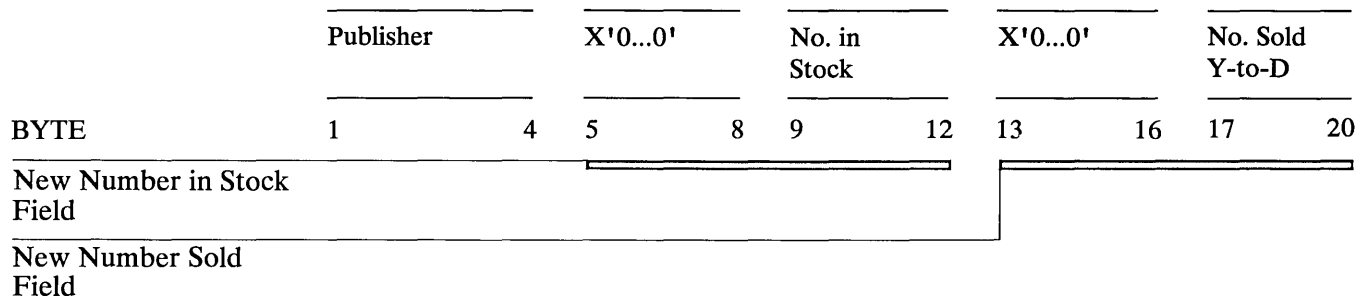 Publisher X'0...0' No. in X'0...0' No. Sold
Stock Y-to-D
BYTE 1 4 5 8 9 12 13 16 17 20
New Number in Stock
Field
New Number Sold
Field